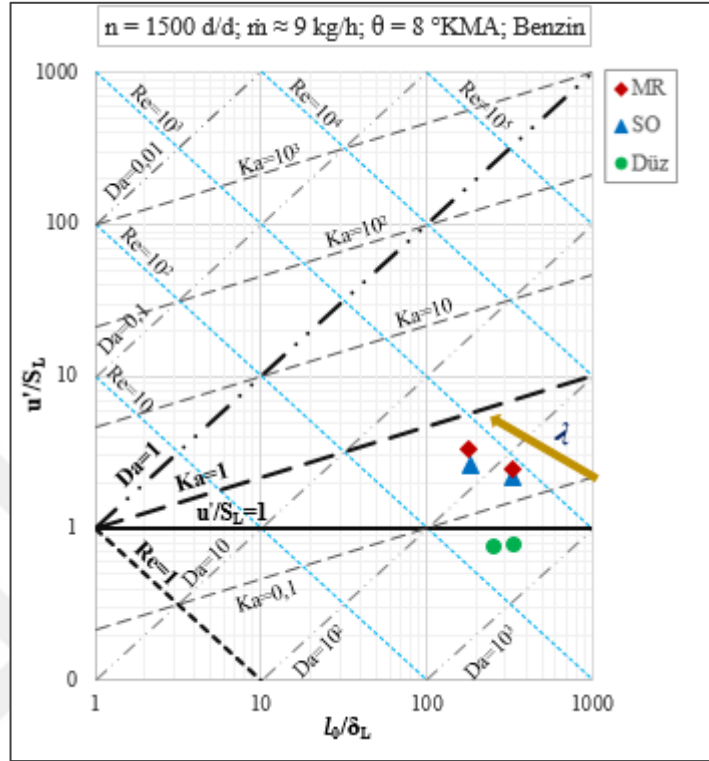 n = 1500 d/d; ṁ ≈ 9 kg/h; θ = 8 °KMA; Benzin
1000
100
10
1
0
u'/S_L
1
10
100
1000
l₀/δ_L
MR
SO
Düz
Re=10³
Re=10⁴
Re=10⁵
Da=0,01
Ka=10³
Re=10²
Ka=10²
Da=0,1
Ka=10
Re=10
Da=1
Ka=1
λ
u'/S_L=1
Re=1
Da=10
Ka=0,1
Da=10²
Da=10³